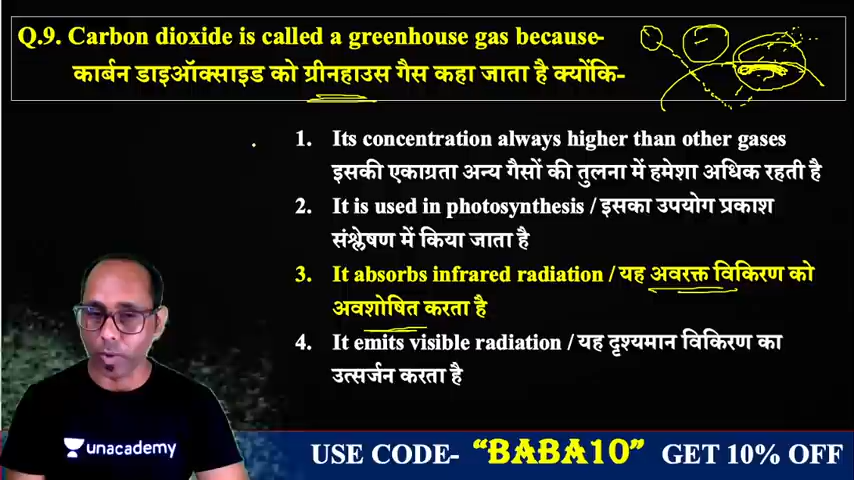 Q.9. Carbon dioxide is called a greenhouse gas because-
कार्बन डाइऑक्साइड को ग्रीनहाउस गैस कहा जाता है क्योंकि-
1. Its concentration always higher than other gases
इसकी एकाग्रता अन्य गैसों की तुलना में हमेशा अधिक रहती है
2. It is used in photosynthesis / इसका उपयोग प्रकाश
संश्लेषण में किया जाता है
3. It absorbs infrared radiation / यह अवरक्त विकिरण को
अवशोषित करता है
4. It emits visible radiation / यह दृश्यमान विकिरण का
उत्सर्जन करता है
unacademy
USE CODE- “BABA10” GET 10% OFF